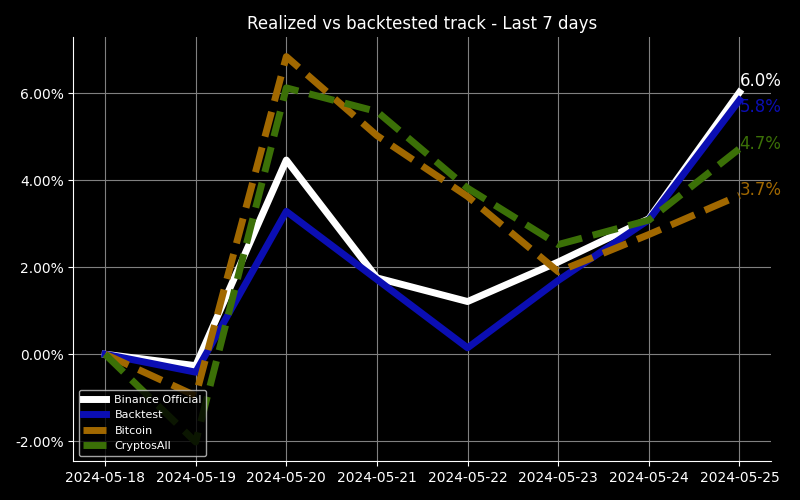 Realized vs backtested track - Last 7 days
6.00%
4.00%
2.00%
0.00%
-2.00%
6.0%
5.8%
4.7%
3.7%
Binance Official
Backtest
Bitcoin
CryptosAll
2024-05-18 2024-05-19 2024-05-20 2024-05-21 2024-05-22 2024-05-23 2024-05-24 2024-05-25